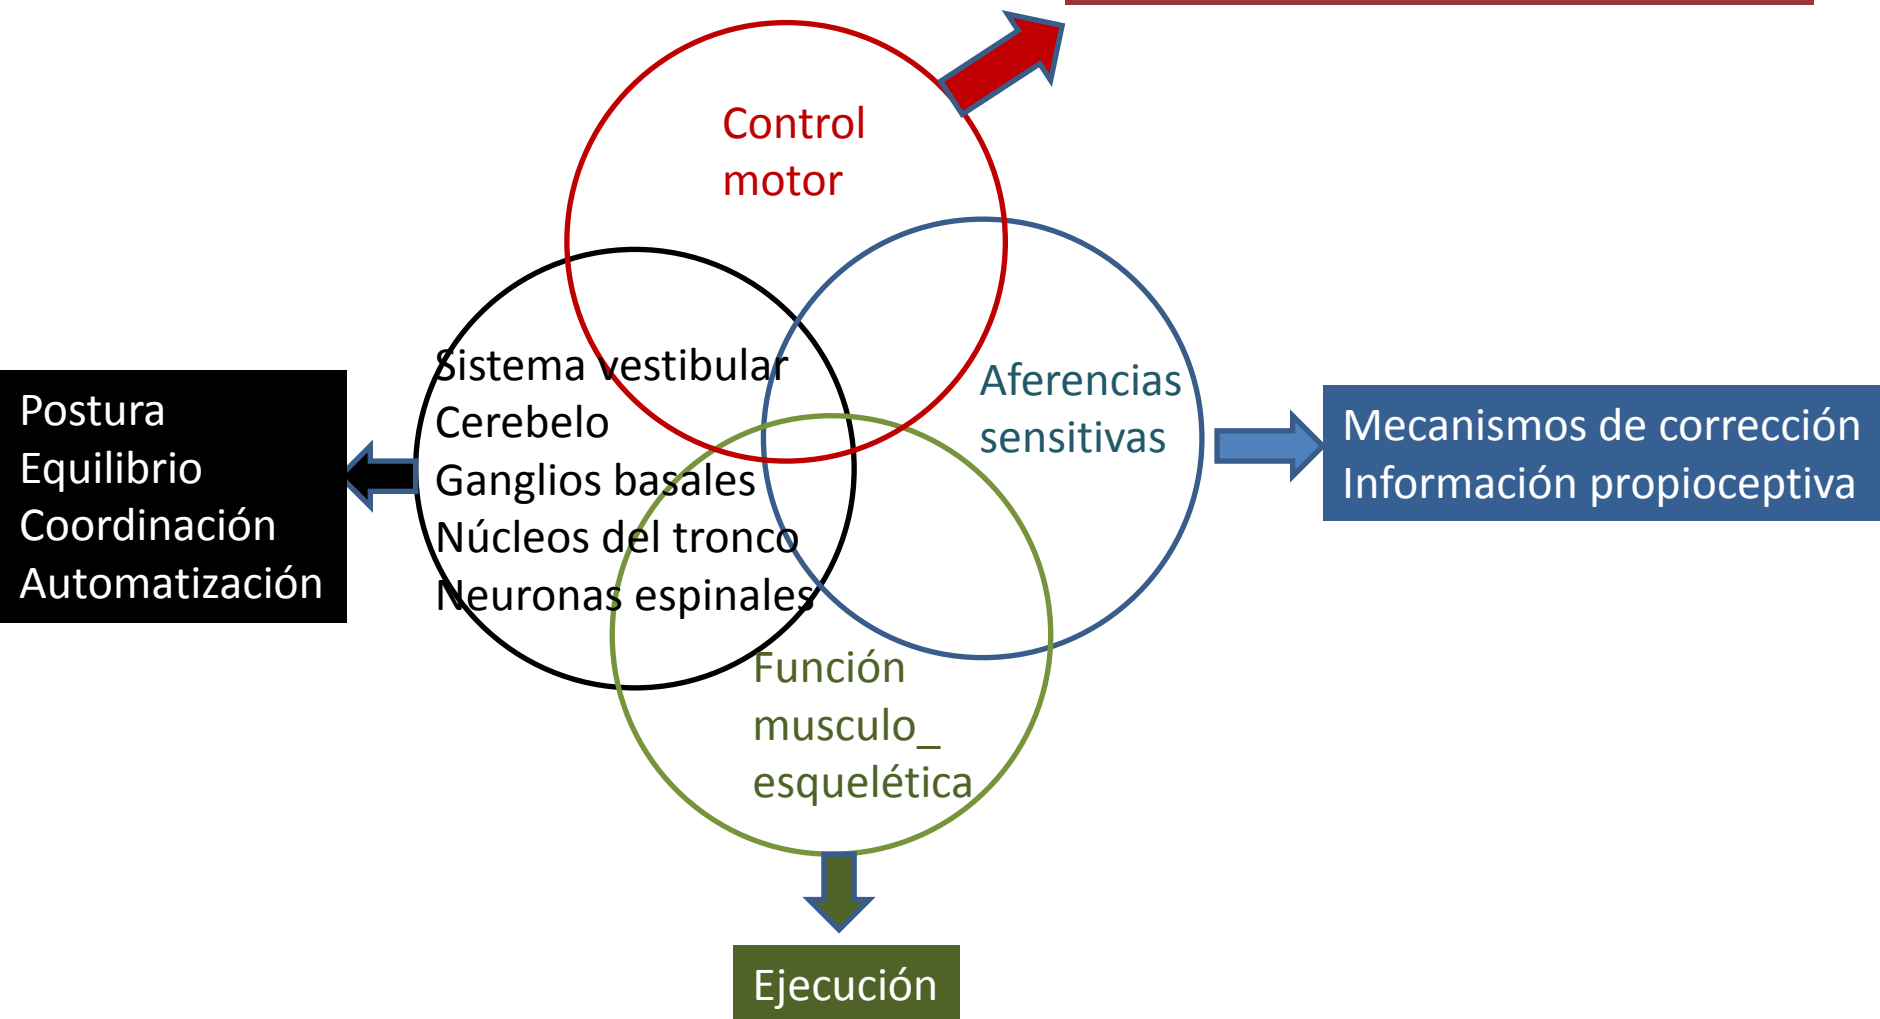 Control
motor
Sistema vestibular
Cerebelo
Ganglios basales
Núcleos del tronco
Neuronas espinales
Aferencias
sensitivas
Postura
Equilibrio
Coordinación
Automatización
Mecanismos de corrección
Información propioceptiva
Función
musculo_
esquelética
Ejecución